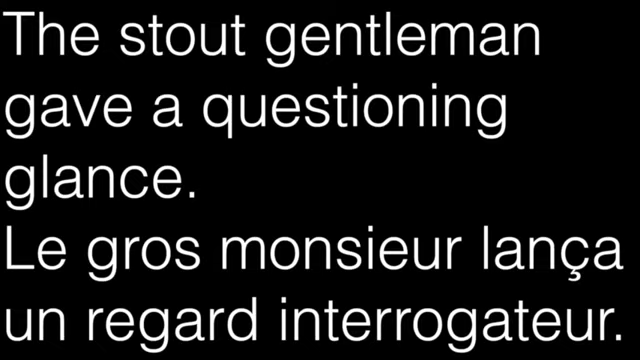 The stout gentleman
gave a questioning
glance.
Le gros monsieur lança
un regard interrogateur.